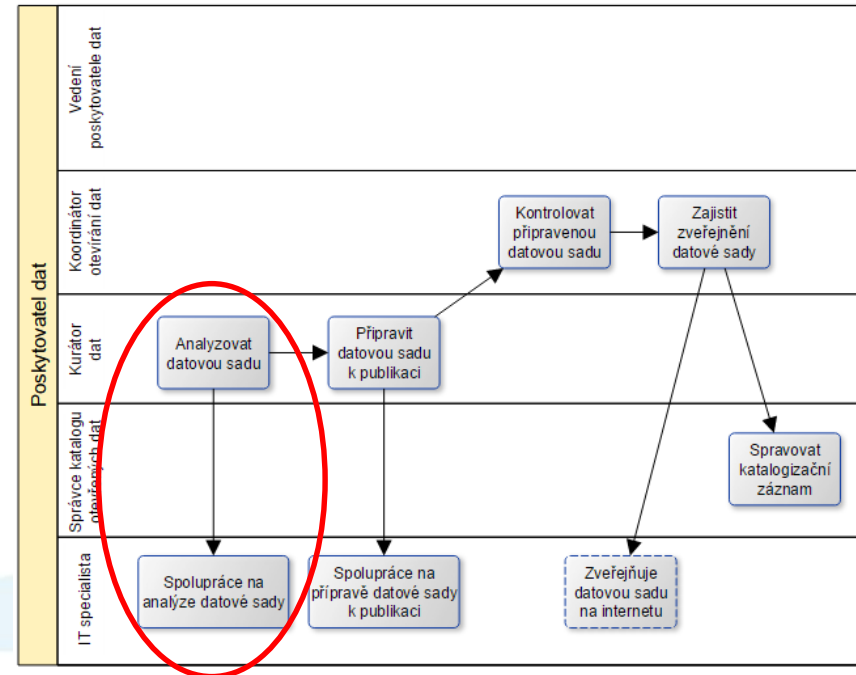 Poskytovatel dat
Vedení
poskytovatele dat
Koordinátor
otevírání dat
Kontrolovat
připravenou
datovou sadu
Zajistit
zveřejnění
datové sady
Kurátor
dat
Analyzovat
datovou sadu
Připravit
datovou sadu
k publikaci
Správce katalogu
otevřených dat
Spravovat
katalogizační
záznam
IT specialista
Spolupráce na
analýze datové sady
Spolupráce na
přípravě datové sady
k publikaci
Zveřejňuje
datovou sadu
na internetu